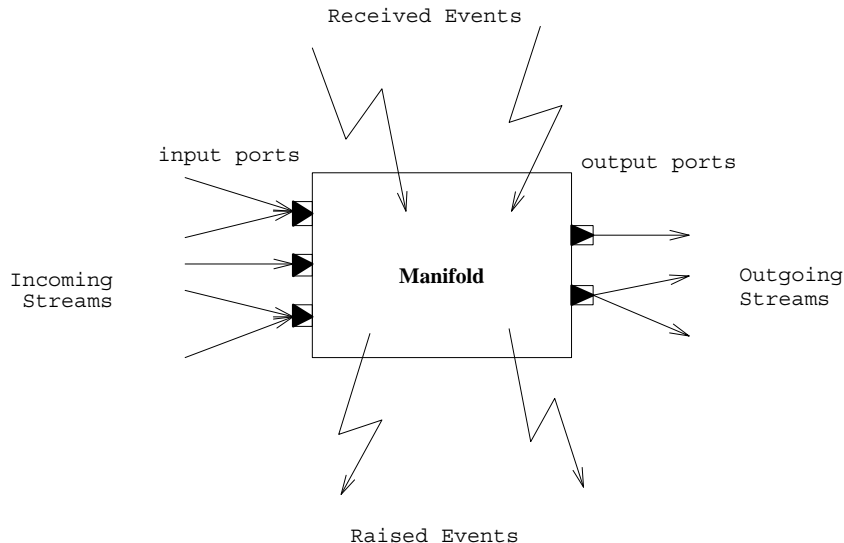 Received Events
input ports
output ports
Incoming
Streams
Manifold
Outgoing
Streams
Raised Events